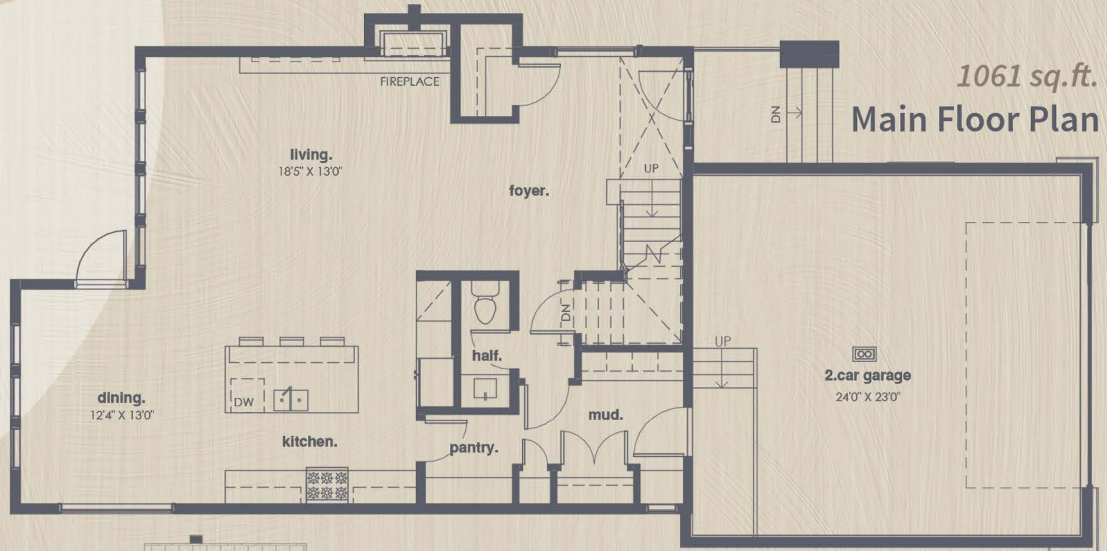 1061 sq.ft.
Main Floor Plan
FIREPLACE
DN
living.
18'5" X 13'0"
UP
foyer.
DN
UP
half.
2.car garage
24'0" X 23'0"
dining.
12'4" X 13'0"
DW
mud.
kitchen.
pantry.